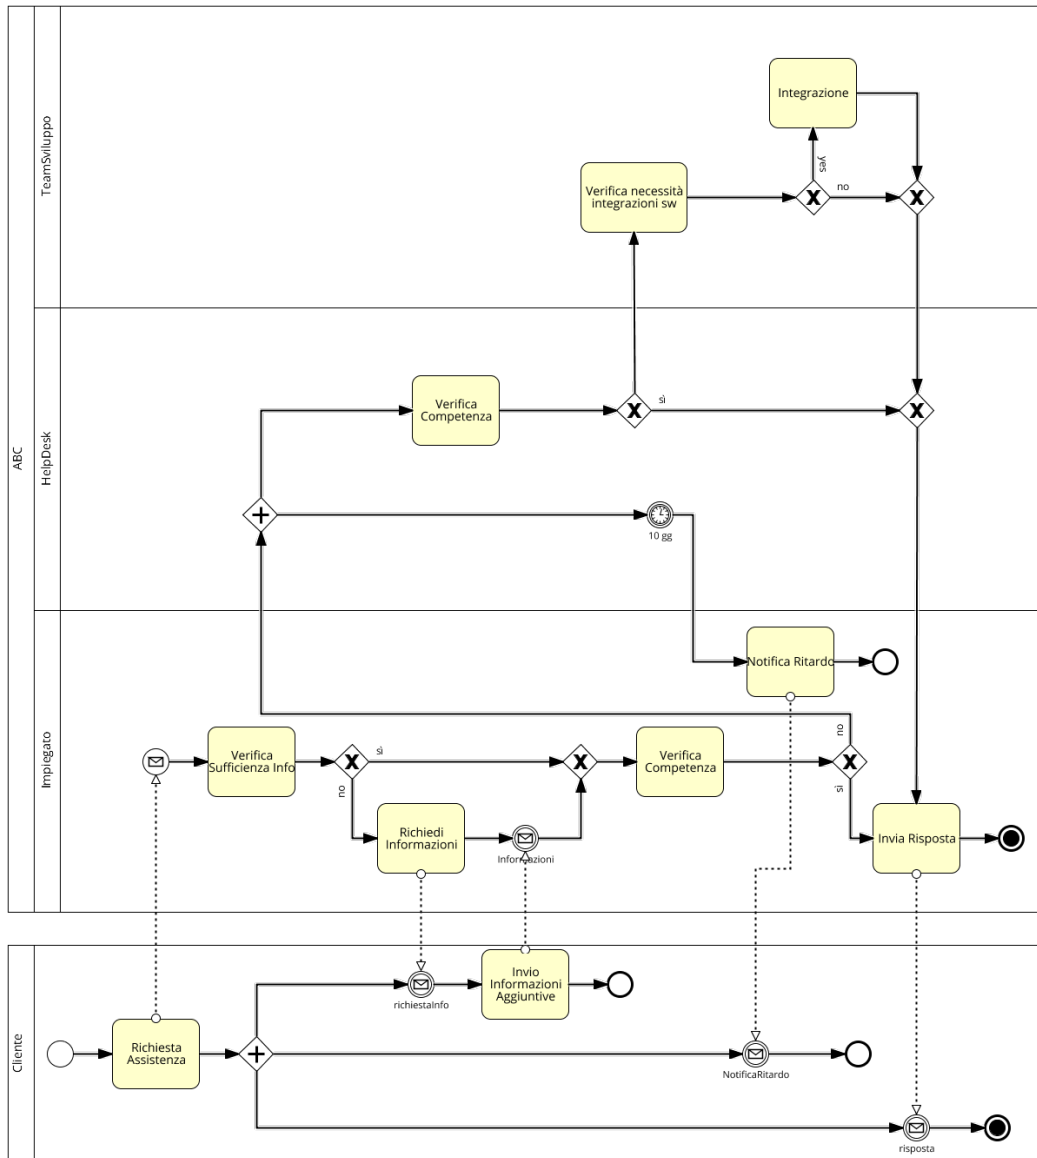 ABC
TeamSviluppo
Integrazione
yes
no
Verifica necessità
integrazioni sw
HelpDesk
Verifica
Competenza
sì
10 gg
Impiegato
Notifica Ritardo
no
Verifica
Sufficienza Info
sì
no
Verifica
Competenza
sì
Richiedi
Informazioni
Informazioni
Invia Risposta
Cliente
Invio
Informazioni
Aggiuntive
richiestaInfo
Richiesta
Assistenza
NotificaRitardo
risposta